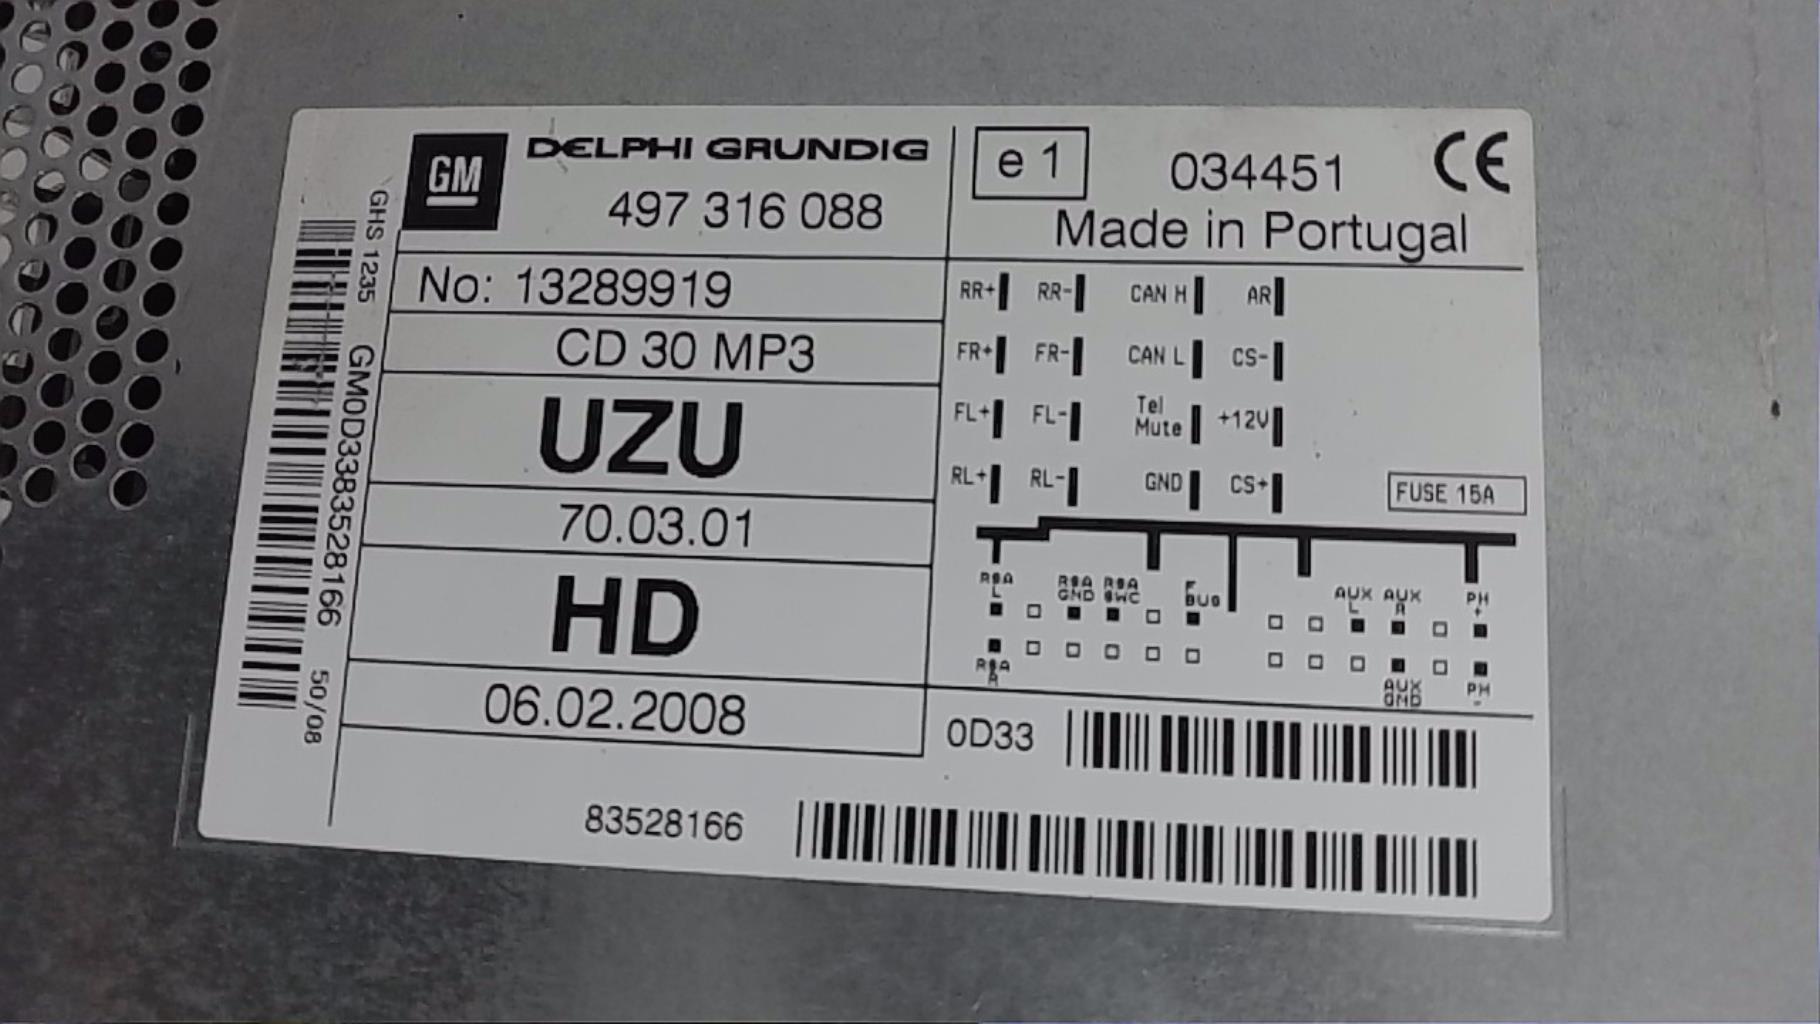 GM DELPHI GRUNDIG
497 316 088
No: 13289919
CD 30 MP3
UZU
70.03.01
HD
06.02.2008
83528166
GHS 1235 GM0D3383528166 50/08
e 1 034451 CE
Made in Portugal
RR+ RR- CAN H AR
FR+ FR- CAN L CS-
FL+ FL- Tel Mute +12V
RL+ RL- GND CS+
FUSE 15A
RSA L RSA GND RSA SWC F BUS AUX L AUX R PH +
RSA R AUX GND PH -
0D33